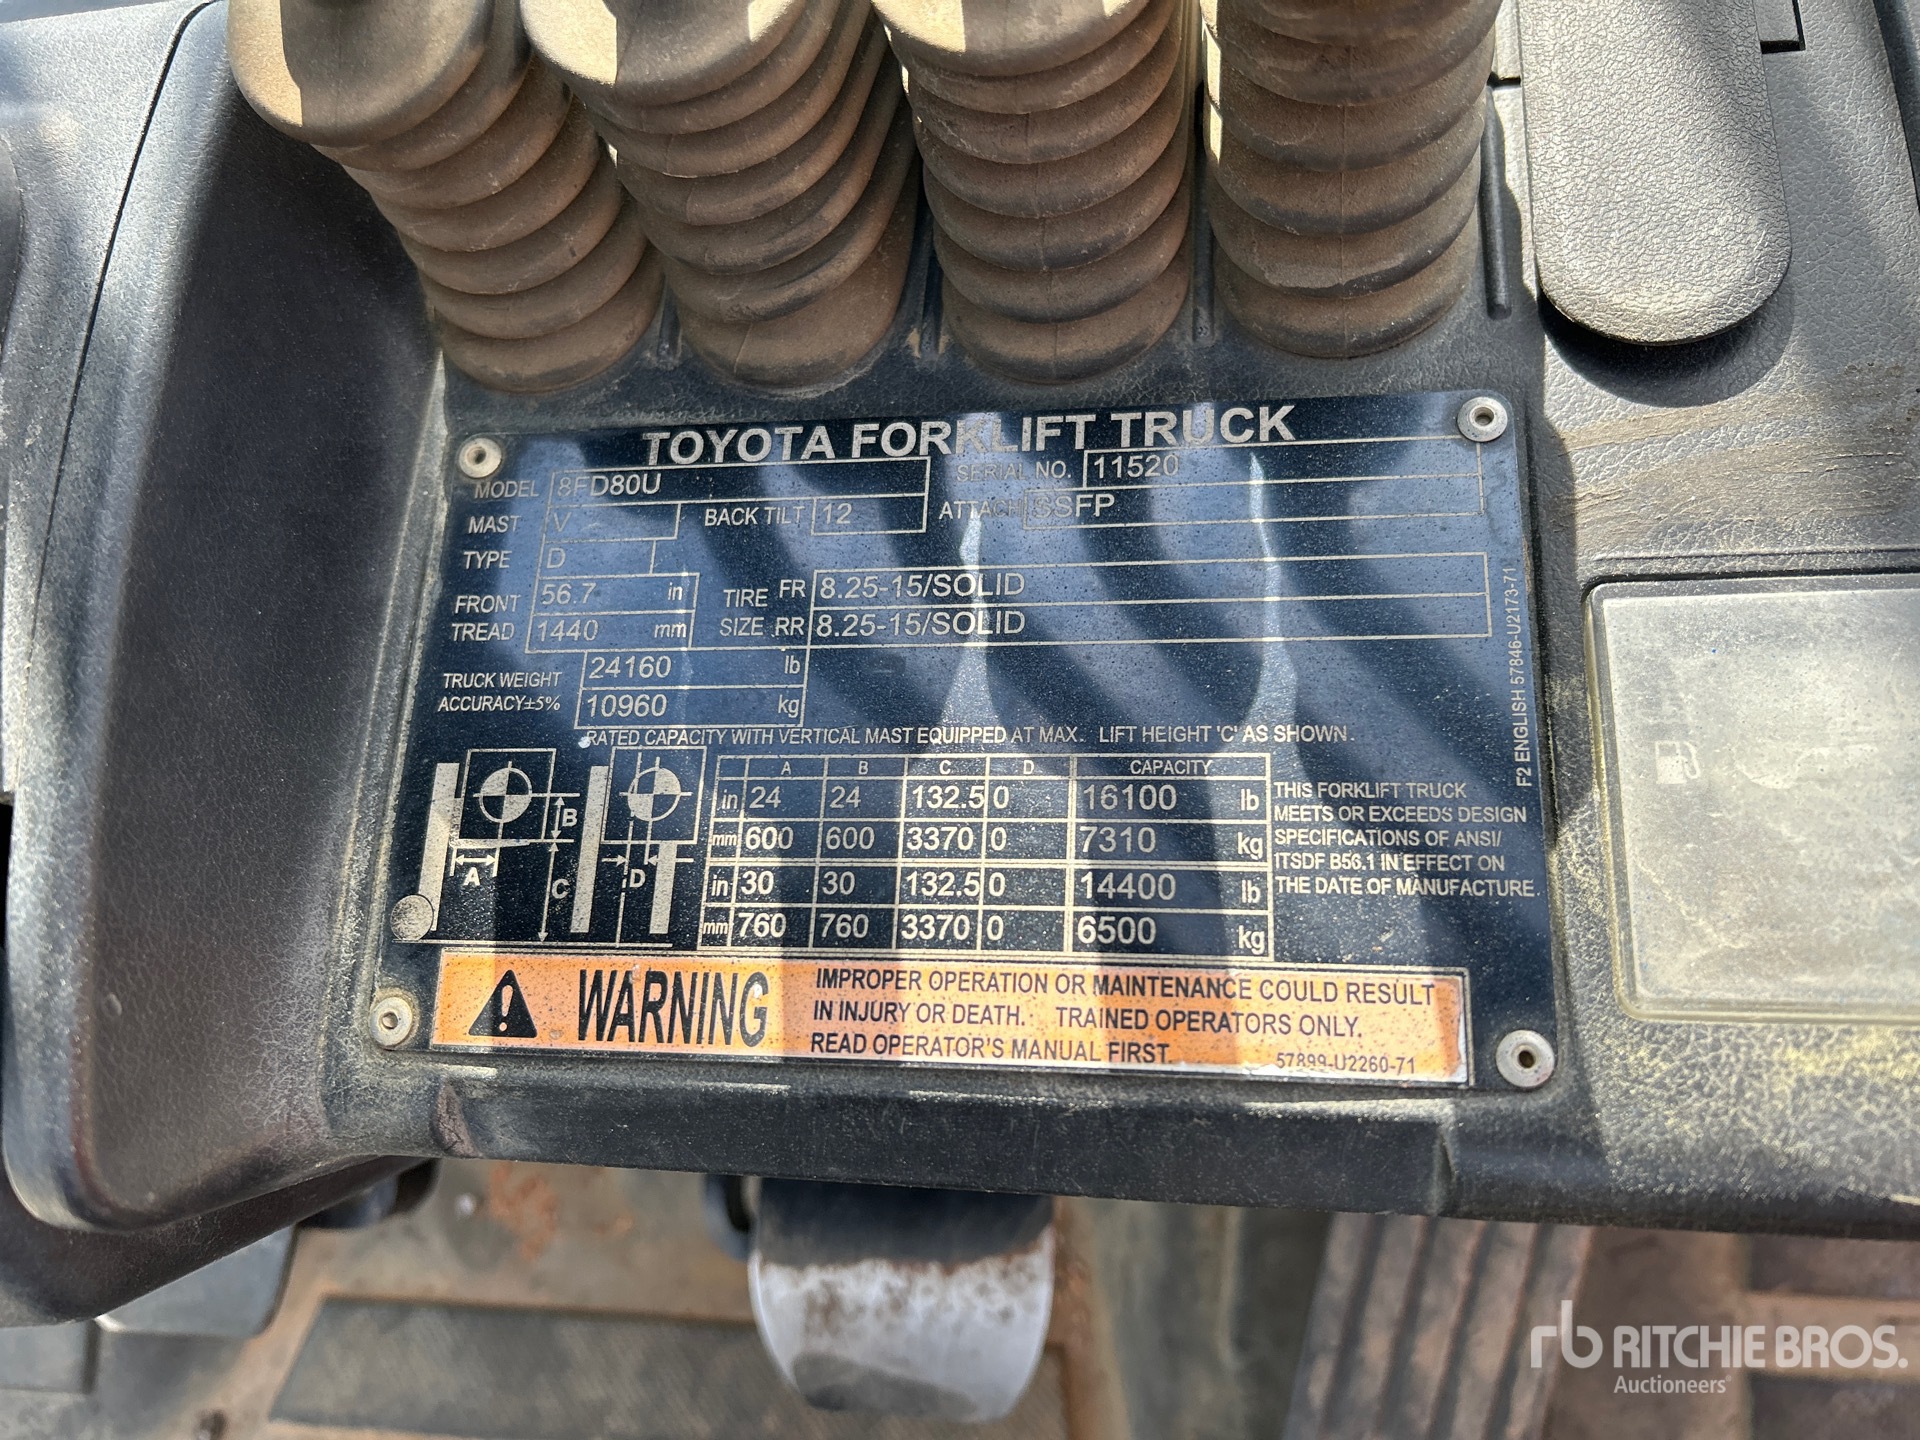 TOYOTA FORKLIFT TRUCK
MODEL 8FD80U SERIAL NO. 11520
MAST V BACK TILT 12 ATTACH SSFP
TYPE D
FRONT TREAD 56.7 in TIRE SIZE FR 8.25-15/SOLID
1440 mm RR 8.25-15/SOLID
TRUCK WEIGHT 24160 lb
ACCURACY±5% 10960 kg
RATED CAPACITY WITH VERTICAL MAST EQUIPPED AT MAX. LIFT HEIGHT 'C' AS SHOWN.
A B C D CAPACITY
in 24 24 132.5 0 16100 lb
mm 600 600 3370 0 7310 kg
in 30 30 132.5 0 14400 lb
mm 760 760 3370 0 6500 kg
B
A
C
D
THIS FORKLIFT TRUCK
MEETS OR EXCEEDS DESIGN
SPECIFICATIONS OF ANSI/
ITSDF B56.1 IN EFFECT ON
THE DATE OF MANUFACTURE.
F2 ENGLISH 57846-U2173-71
WARNING
IMPROPER OPERATION OR MAINTENANCE COULD RESULT
IN INJURY OR DEATH. TRAINED OPERATORS ONLY.
READ OPERATOR'S MANUAL FIRST.
57899-U2260-71
rb RITCHIE BROS.
Auctioneers